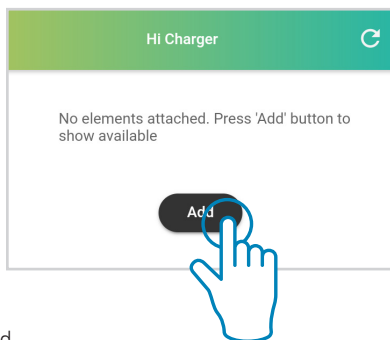 Hi Charger
No elements attached. Press 'Add' button to
show available
Add